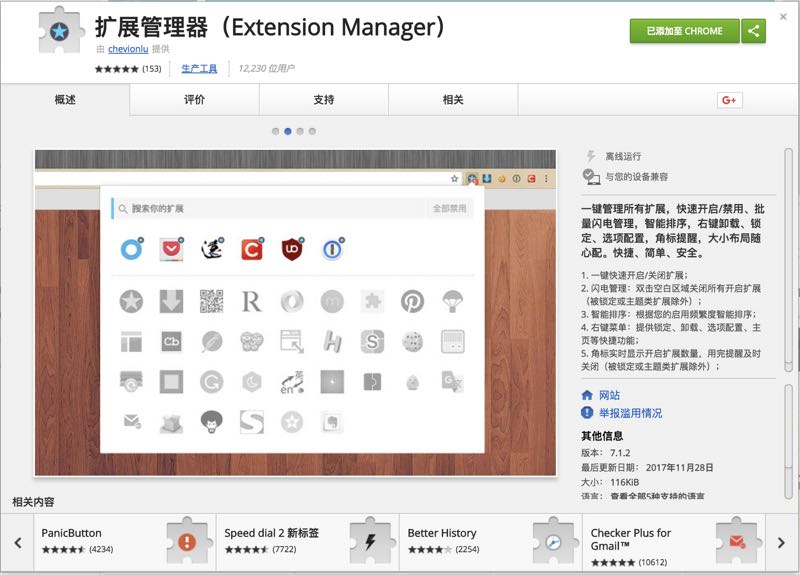 扩展管理器（Extension Manager）
由 chevionlu 提供
(153)
生产工具
12,230 位用户
已添加至 CHROME
概述
评价
支持
相关
G+
搜索你的扩展
全部禁用
离线运行
与您的设备兼容
一键管理所有扩展，快速开启/禁用、批
量闪电管理，智能排序，右键卸载、锁
定、选项配置，角标提醒，大小布局随
心配。快捷、简单、安全。
1. 一键快速开启/关闭扩展；
2. 闪电管理：双击空白区域关闭所有开启扩展
（被锁定或主题类扩展除外）；
3. 智能排序：根据您的启用频繁度智能排序；
4. 右键菜单：提供锁定、卸载、选项配置、主
页等快捷功能；
5. 角标实时显示开启扩展数量，用完提醒及时
关闭（被锁定或主题类扩展除外）；
网站
举报滥用情况
其他信息
版本： 7.1.2
最后更新日期： 2017年11月28日
大小： 116KiB
语言： 查看全部5种支持的语言
R
m
Cb
H
S
G
英
en
S
相关内容
PanicButton
(4234)
Speed dial 2 新标签
(7722)
Better History
(2254)
Checker Plus for
Gmail™
(10612)